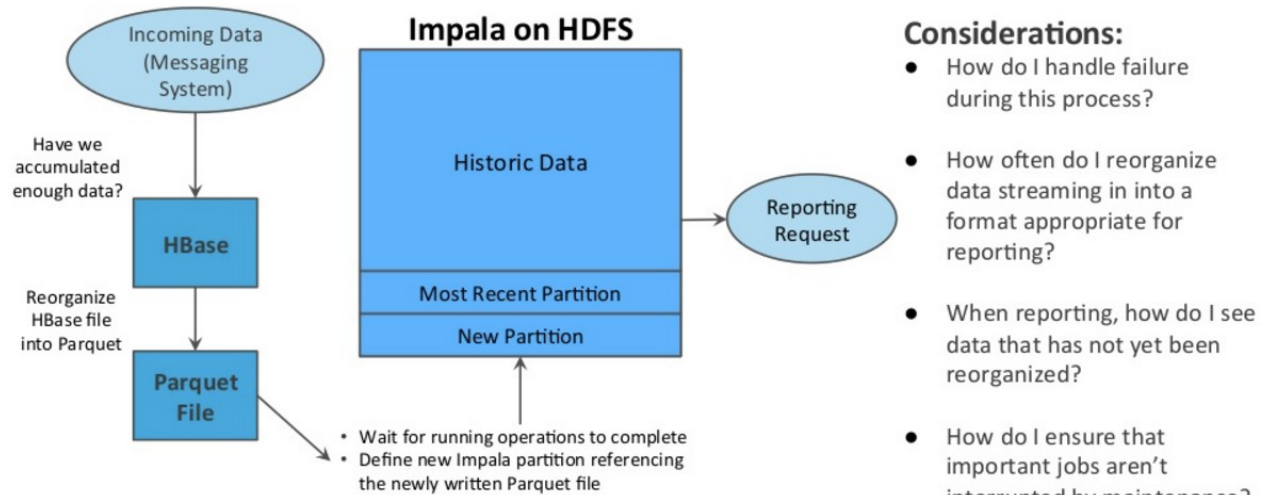 Incoming Data
(Messaging
System)
Have we
accumulated
enough data?
HBase
Reorganize
HBase file
into Parquet
Parquet
File
Impala on HDFS
Historic Data
Most Recent Partition
New Partition
• Wait for running operations to complete
• Define new Impala partition referencing
the newly written Parquet file
Reporting
Request
Considerations:
● How do I handle failure
during this process?
● How often do I reorganize
data streaming in into a
format appropriate for
reporting?
● When reporting, how do I see
data that has not yet been
reorganized?
● How do I ensure that
important jobs aren't
interrupted by maintenance?